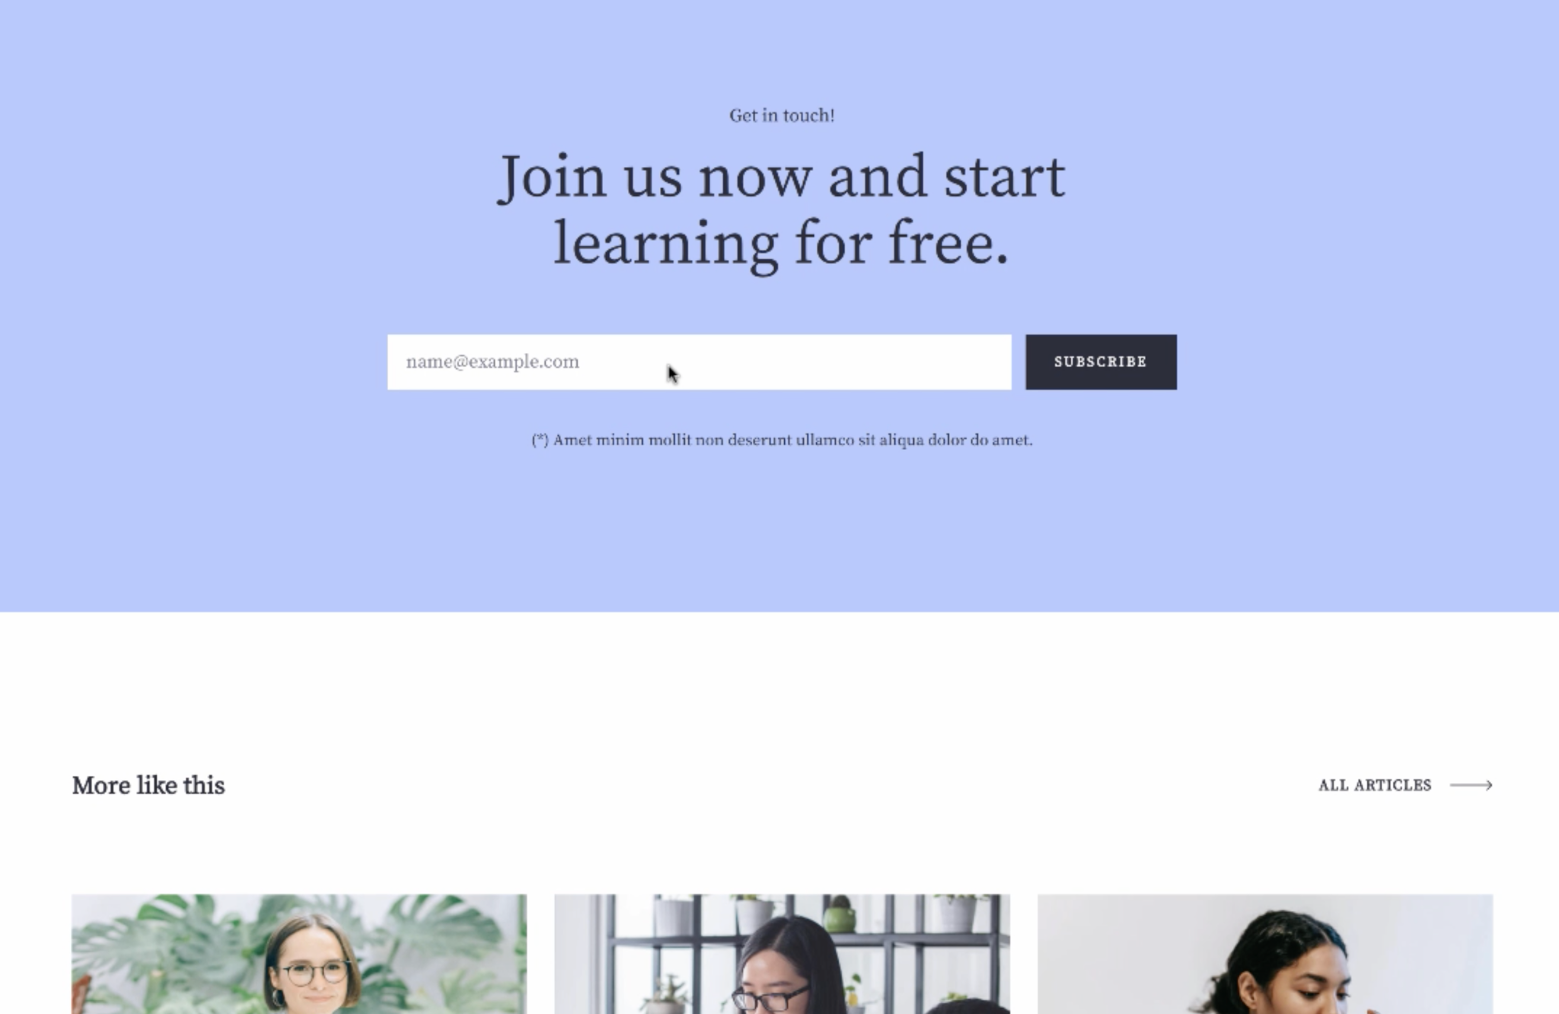 Get in touch!
Join us now and start
learning for free.
name@example.com
SUBSCRIBE
(*) Amet minim mollit non deserunt ullamco sit aliqua dolor do amet.
More like this
ALL ARTICLES